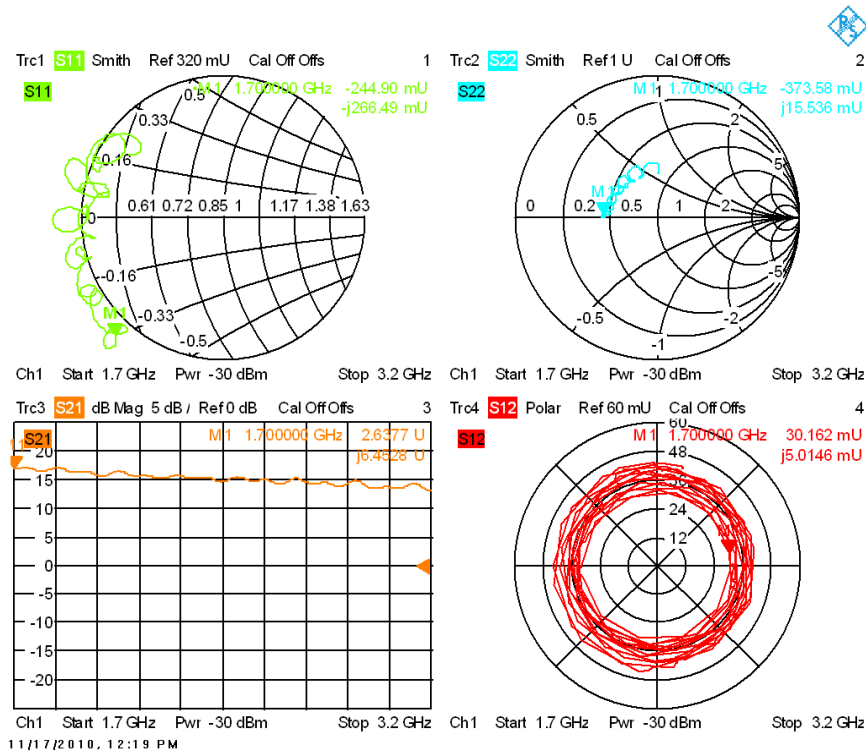 R S
Trc1 S11 Smith Ref 320 mU Cal Off Offs 1
S11
M 1 1.700000 GHz -244.90 mU
-j266.49 mU
0.5
0.33
0.16
0
0.61 0.72 0.85 1 1.17 1.38 1.63
-0.16
-0.33
-0.5
M 1
Ch1 Start 1.7 GHz Pwr -30 dBm Stop 3.2 GHz
Trc2 S22 Smith Ref 1 U Cal Off Offs 2
S22
M 1 1.700000 GHz -373.58 mU
j15.536 mU
1
0.5
2
5
M 1
0 0.2 0.5 1 2
-5
-0.5
-2
-1
Ch1 Start 1.7 GHz Pwr -30 dBm Stop 3.2 GHz
Trc3 S21 dB Mag 5 dB / Ref 0 dB Cal Off Offs 3
S21
M 1 1.700000 GHz 2.6377 U
j6.4528 U
20
15
10
5
0
-5
-10
-15
-20
Ch1 Start 1.7 GHz Pwr -30 dBm Stop 3.2 GHz
Trc4 S12 Polar Ref 60 mU Cal Off Offs 4
S12
M 1 1.700000 GHz 30.162 mU
j5.0146 mU
60
48
36
24
12
Ch1 Start 1.7 GHz Pwr -30 dBm Stop 3.2 GHz
11/17/2010, 12:19 PM